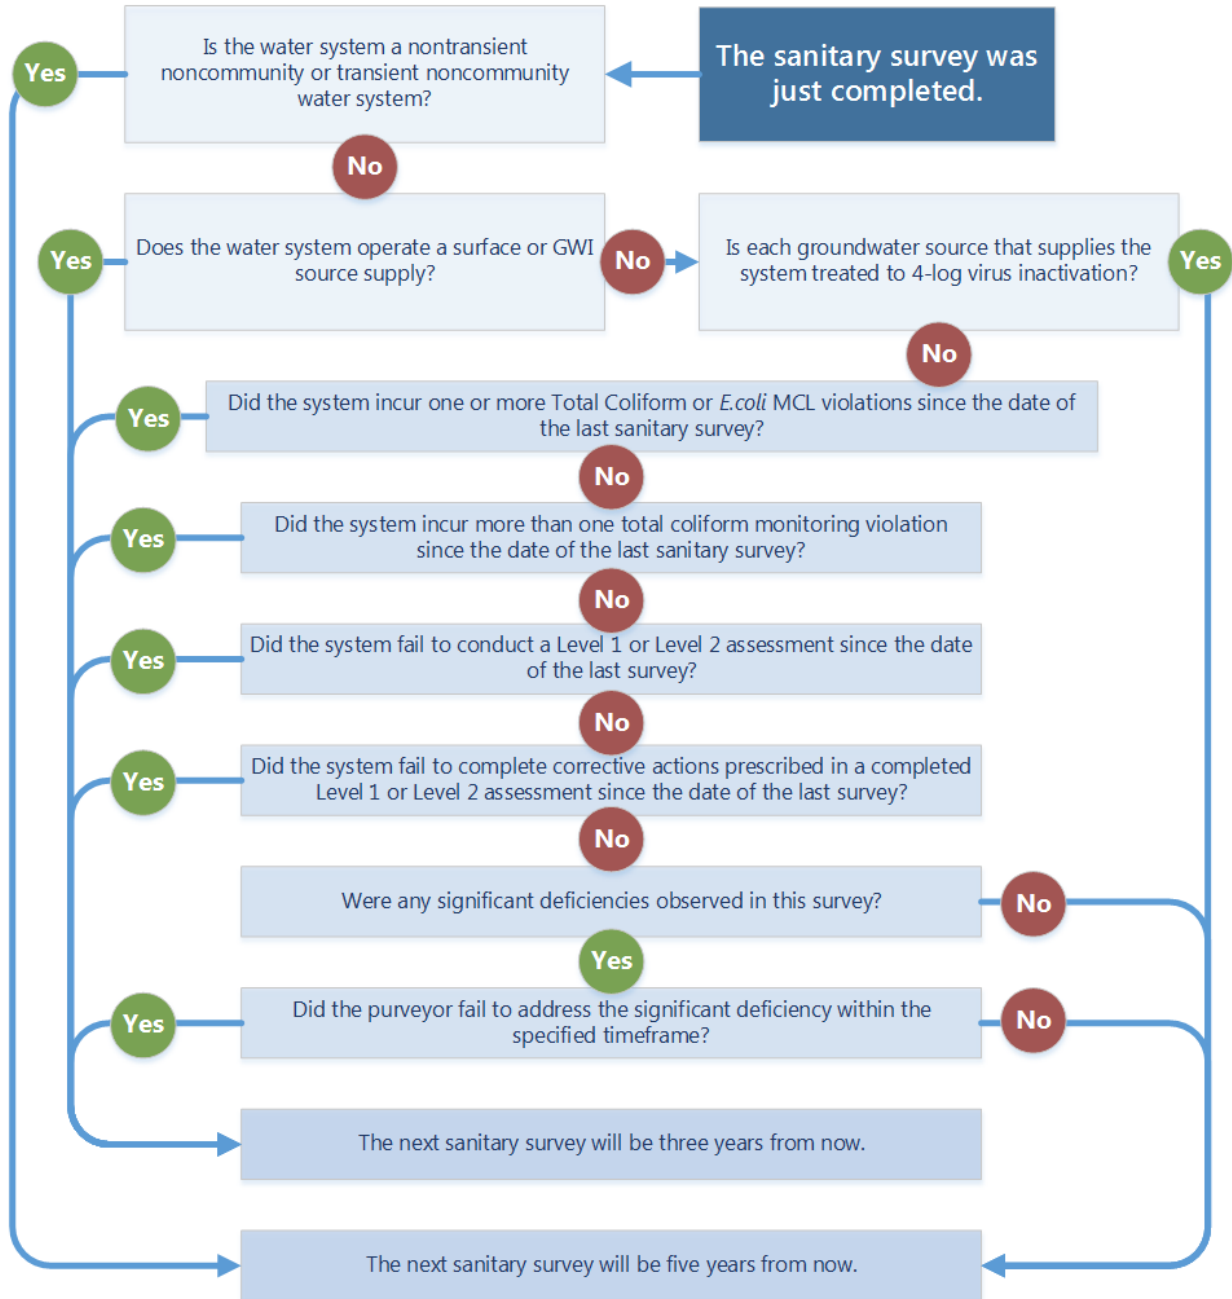 The sanitary survey was
just completed.
Is the water system a nontransient
noncommunity or transient noncommunity
water system?
Yes
No
Does the water system operate a surface or GWI
source supply?
Yes
No
Is each groundwater source that supplies the
system treated to 4-log virus inactivation?
Yes
No
Did the system incur one or more Total Coliform or E.coli MCL violations since the date of
the last sanitary survey?
Yes
No
Did the system incur more than one total coliform monitoring violation
since the date of the last sanitary survey?
Yes
No
Did the system fail to conduct a Level 1 or Level 2 assessment since the date
of the last survey?
Yes
No
Did the system fail to complete corrective actions prescribed in a completed
Level 1 or Level 2 assessment since the date of the last survey?
Yes
No
Were any significant deficiencies observed in this survey?
No
Yes
Did the purveyor fail to address the significant deficiency within the
specified timeframe?
Yes
No
The next sanitary survey will be three years from now.
The next sanitary survey will be five years from now.